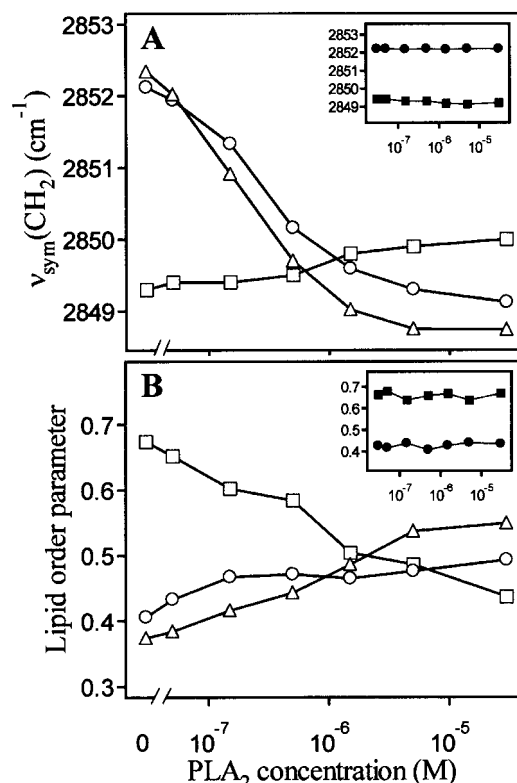 A
2853
2852
2851
2850
2849
ν_sym(CH₂) (cm⁻¹)
2853
2852
2851
2850
2849
10⁻⁷ 10⁻⁶ 10⁻⁵
B
0.7
0.6
0.5
0.4
0.3
Lipid order parameter
0.7
0.6
0.5
0.4
10⁻⁷ 10⁻⁶ 10⁻⁵
0 10⁻⁷ 10⁻⁶ 10⁻⁵
PLA₂ concentration (M)